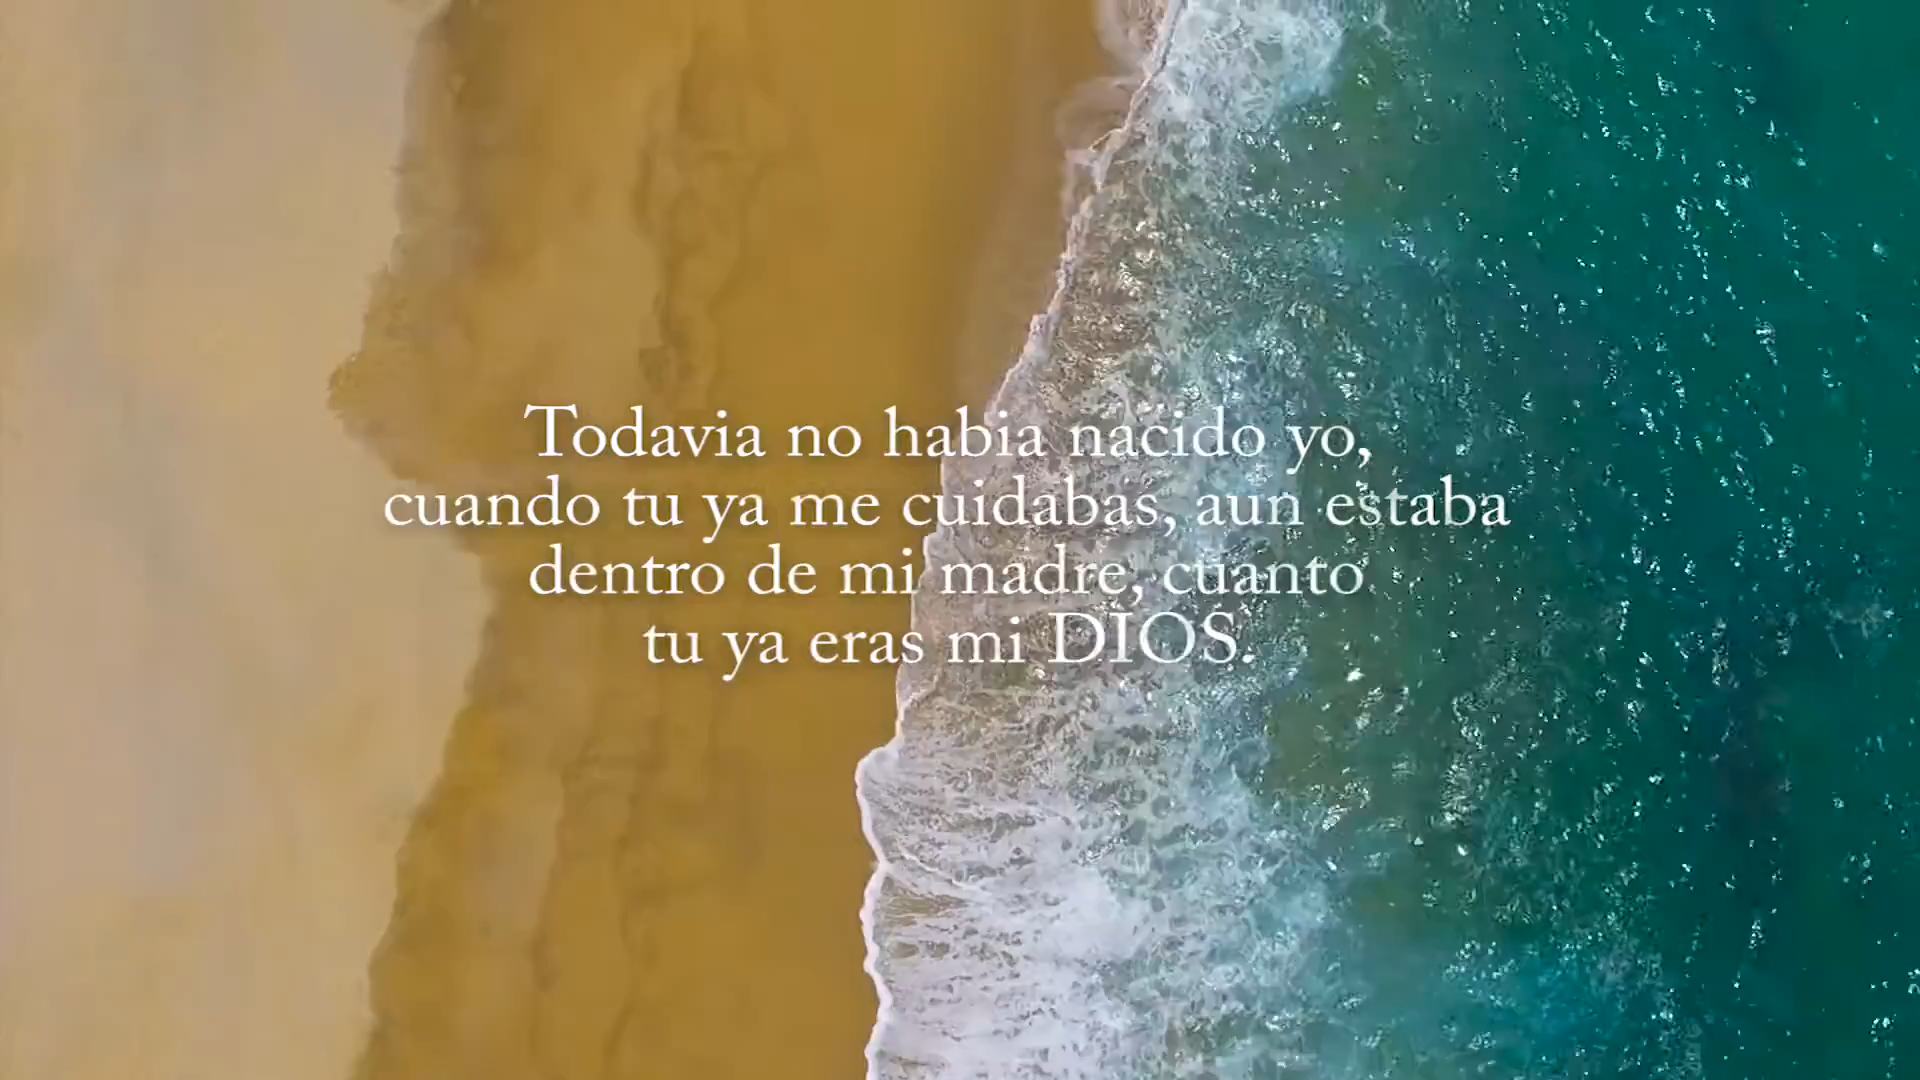 Todavia no habia nacido yo,
cuando tu ya me cuidabas, aun estaba
dentro de mi madre, cuanto
tu ya eras mi DIOS.